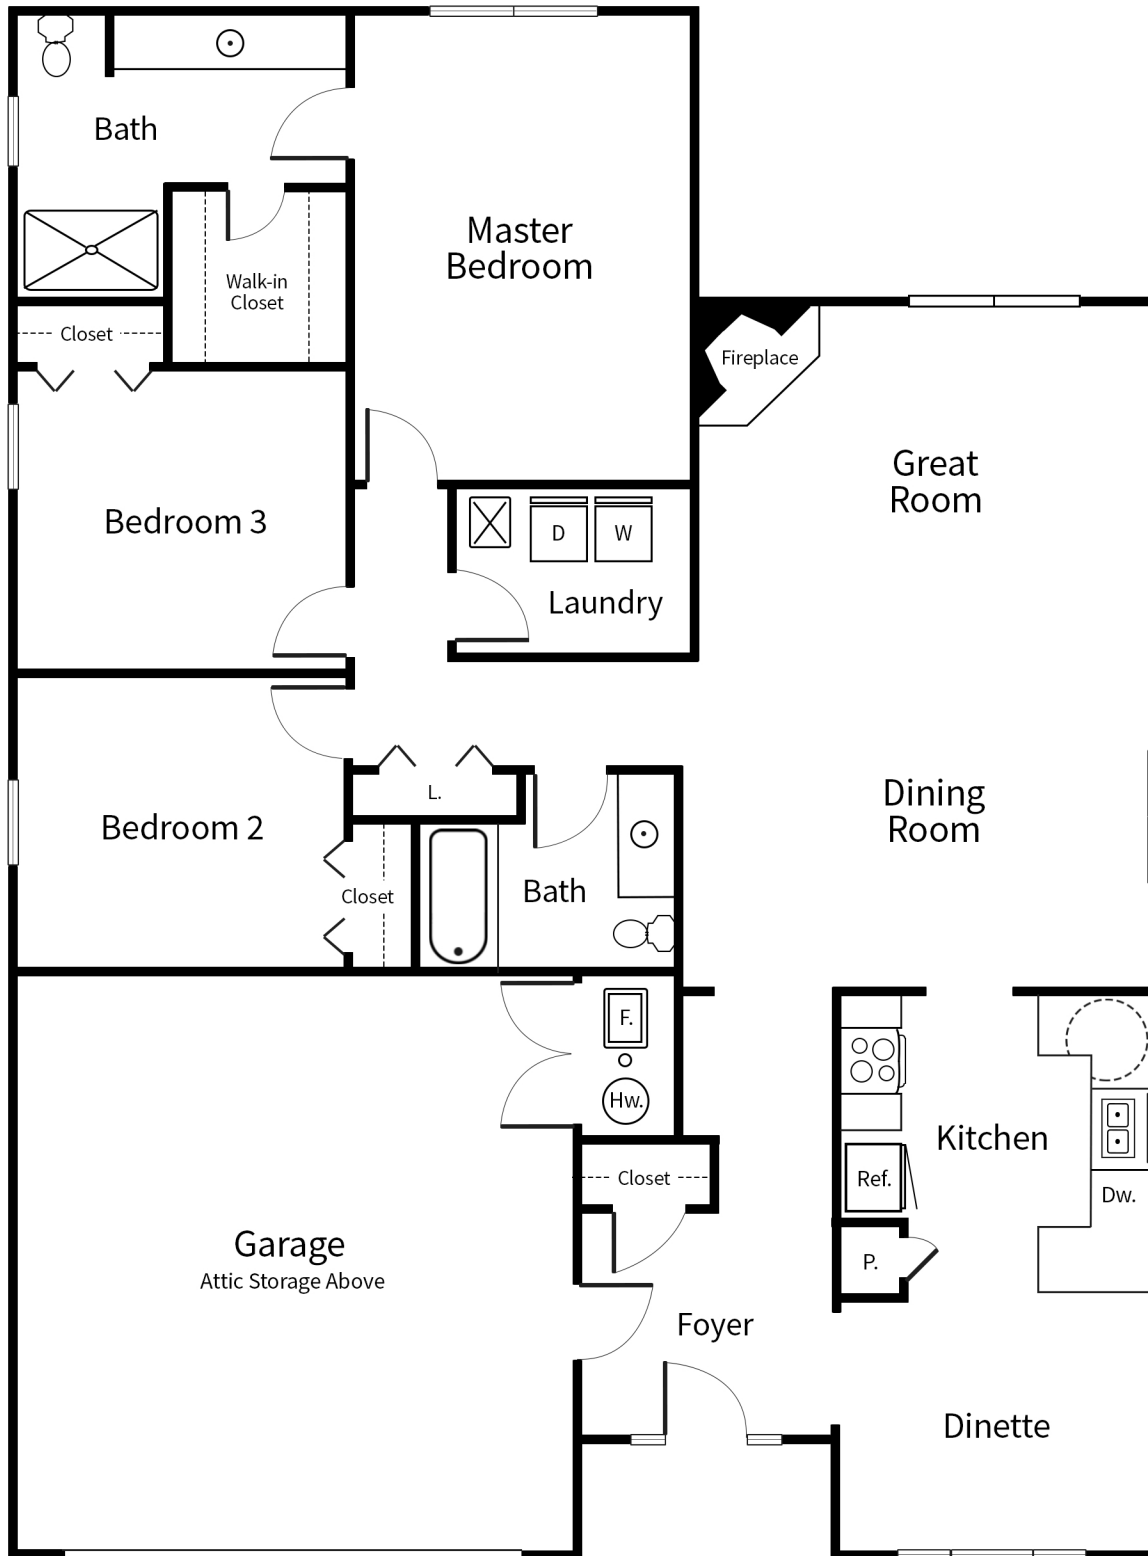 Bath
Master
Bedroom
Walk-in
Closet
Closet
Fireplace
Great
Room
Bedroom 3
D
W
Laundry
L.
Dining
Room
Bedroom 2
Closet
Bath
F.
Hw.
Kitchen
Closet
Ref.
Dw.
Garage
Attic Storage Above
P.
Foyer
Dinette